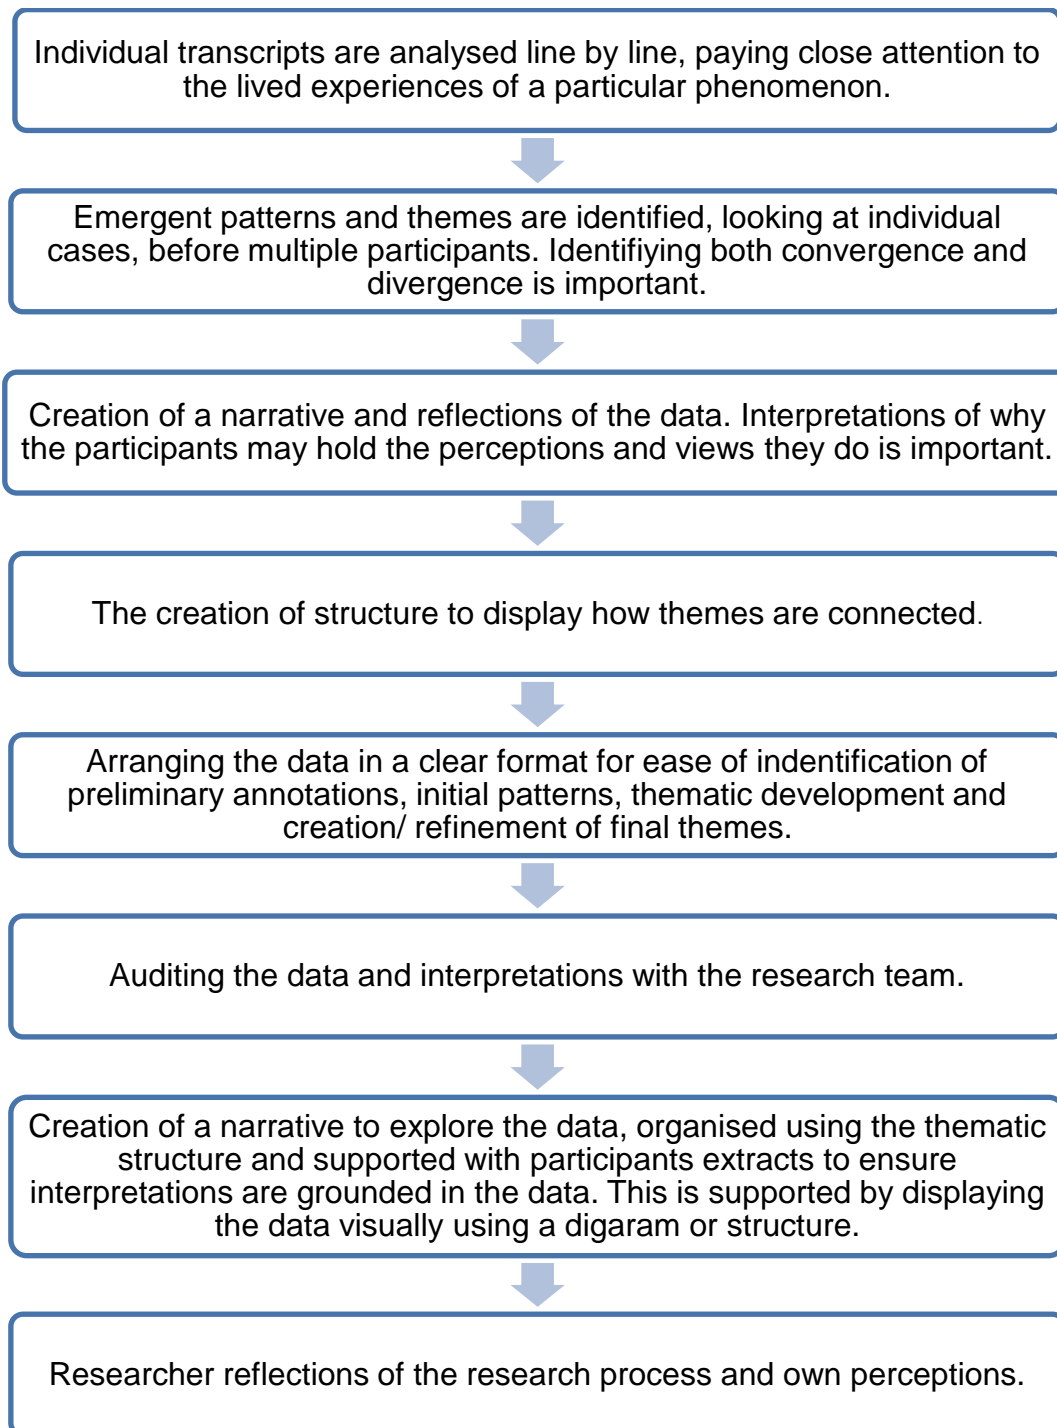 Individual transcripts are analysed line by line, paying close attention to
the lived experiences of a particular phenomenon.
Emergent patterns and themes are identified, looking at individual
cases, before multiple participants. Identifiying both convergence and
divergence is important.
Creation of a narrative and reflections of the data. Interpretations of why
the participants may hold the perceptions and views they do is important.
The creation of structure to display how themes are connected.
Arranging the data in a clear format for ease of indentification of
preliminary annotations, initial patterns, thematic development and
creation/ refinement of final themes.
Auditing the data and interpretations with the research team.
Creation of a narrative to explore the data, organised using the thematic
structure and supported with participants extracts to ensure
interpretations are grounded in the data. This is supported by displaying
the data visually using a digaram or structure.
Researcher reflections of the research process and own perceptions.